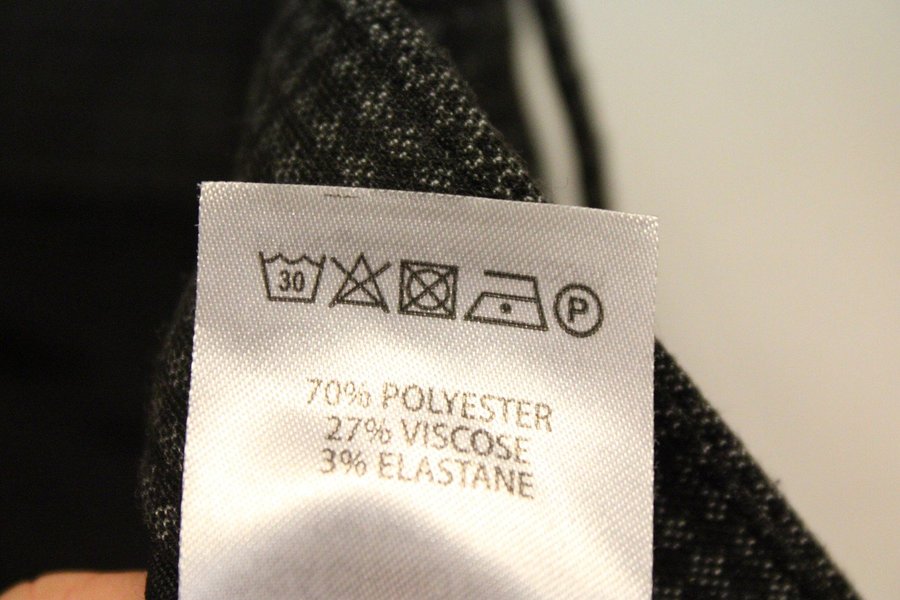 30 P
70% POLYESTER
27% VISCOSE
3% ELASTANE